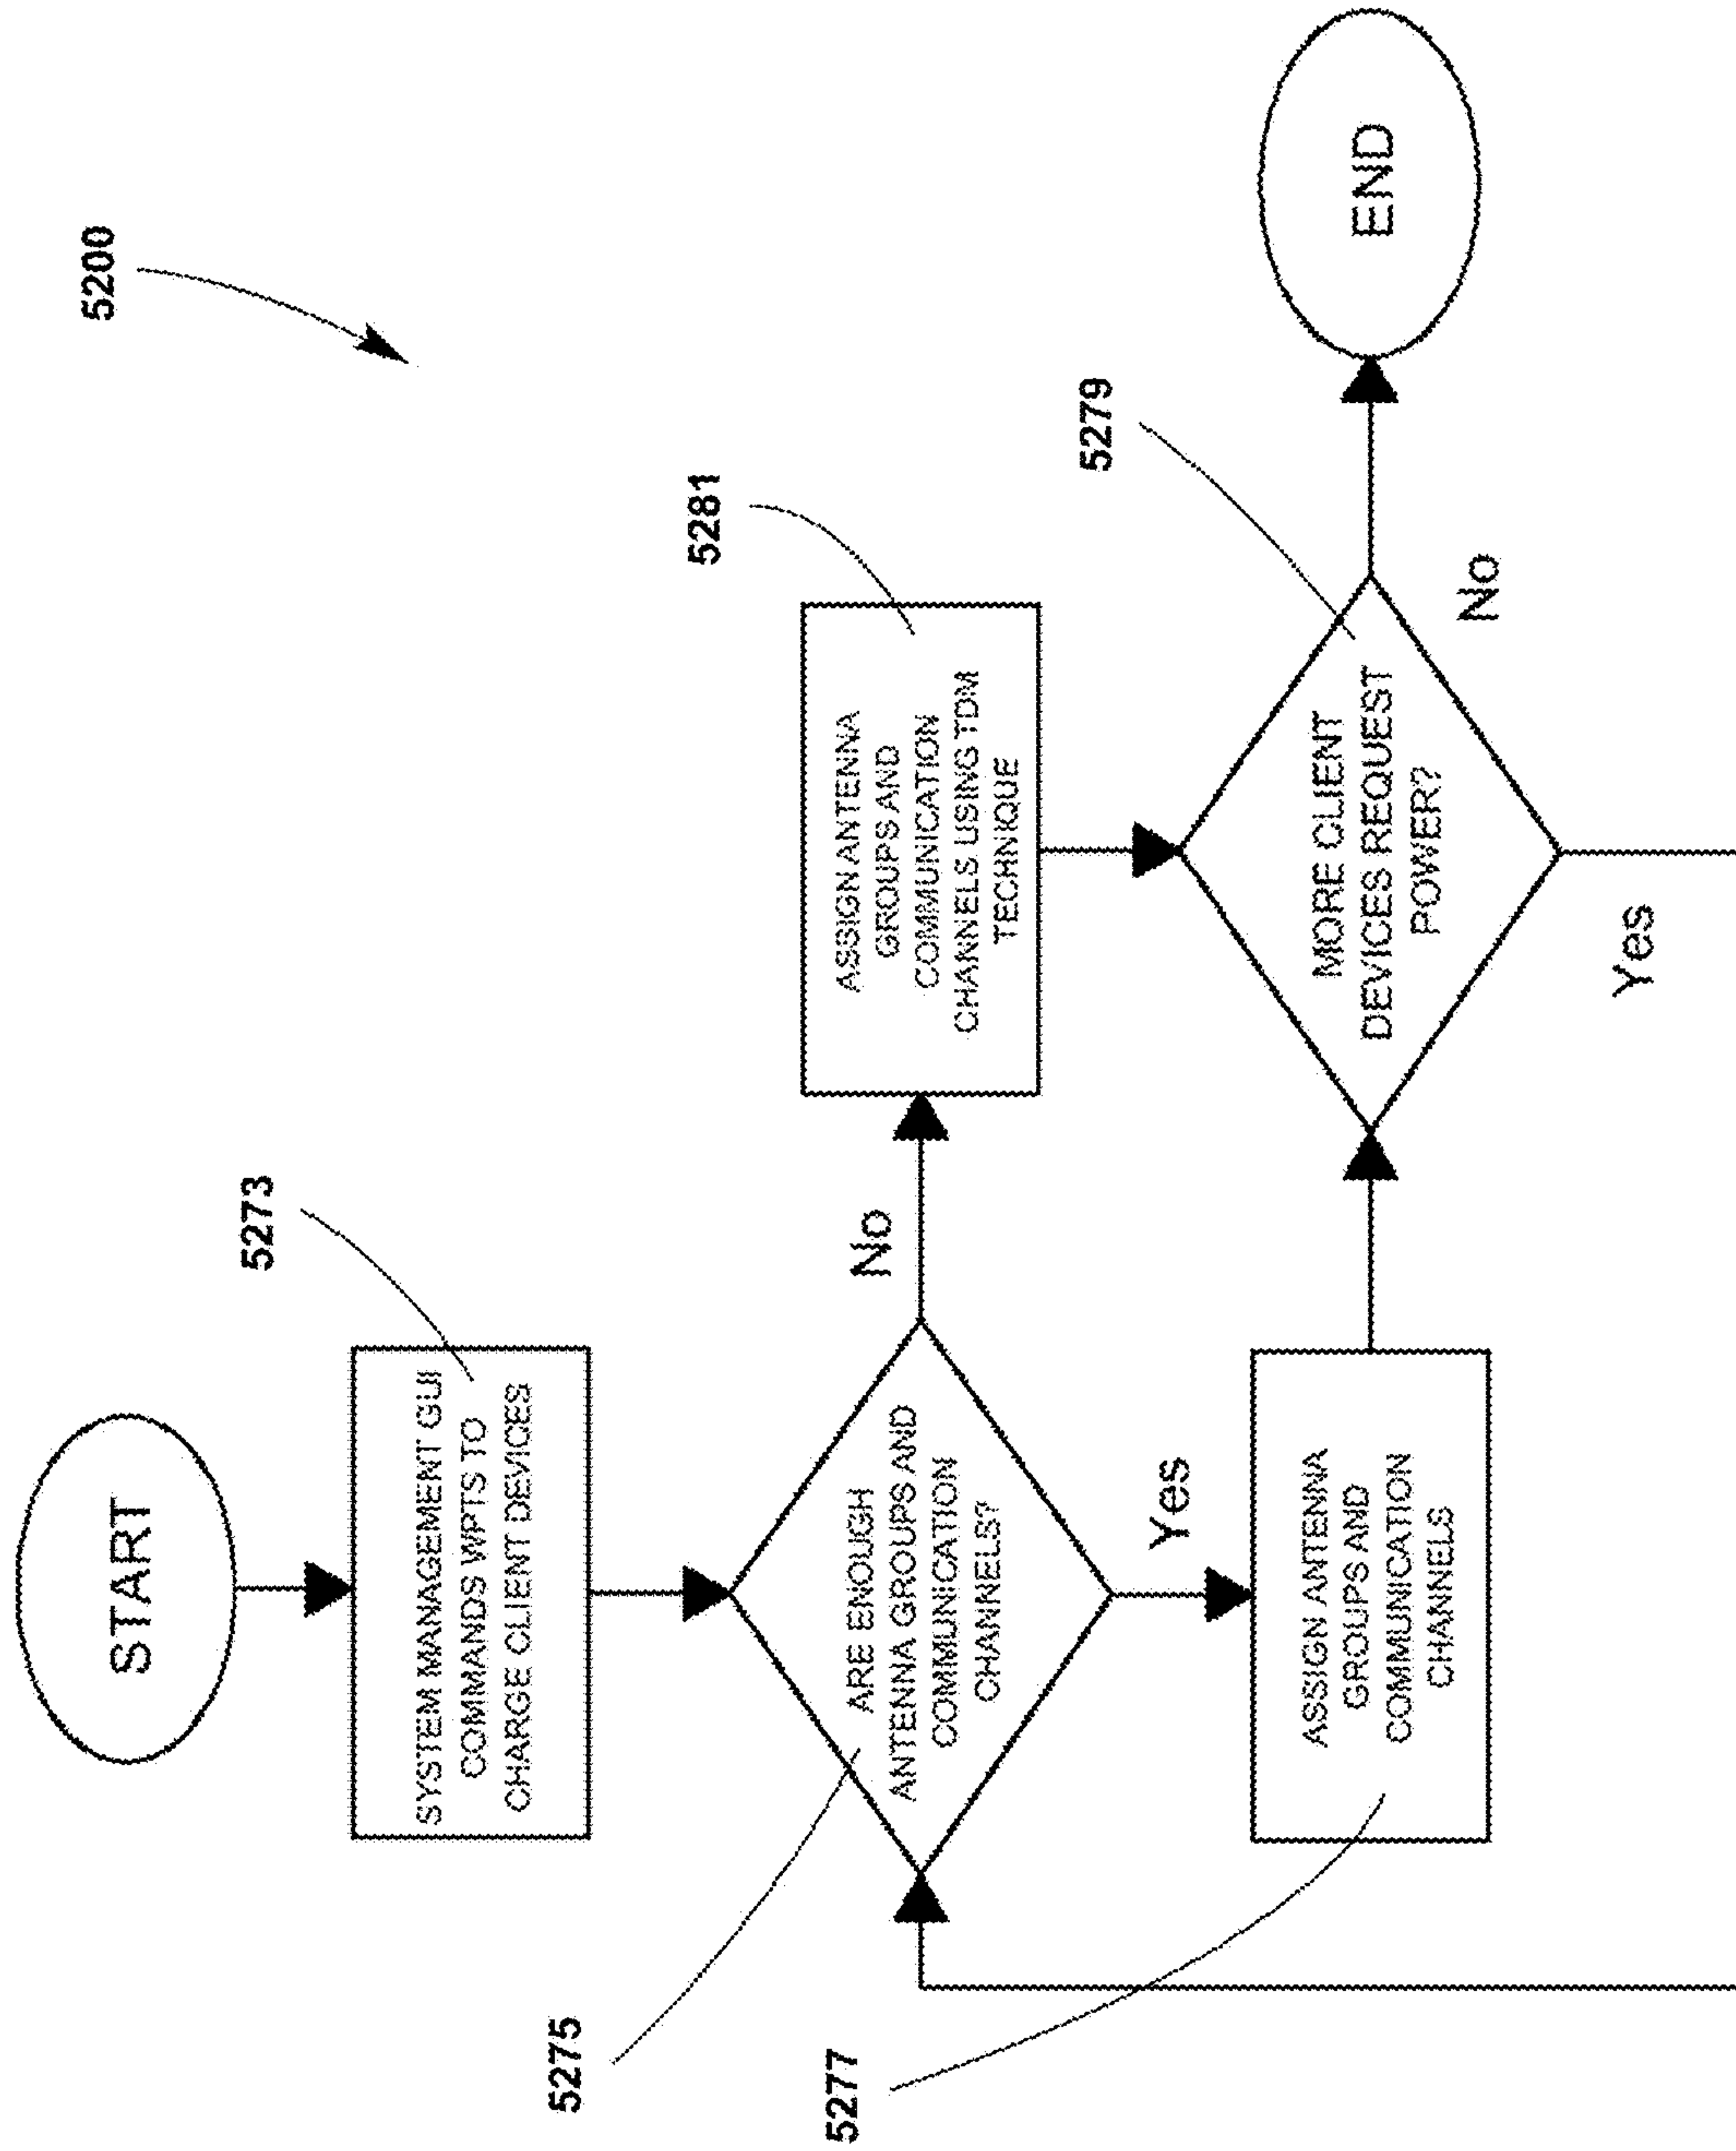 5200
START
5273
SYSTEM MANAGEMENT GUI
COMMANDS WPTS TO
CHARGE CLIENT DEVICES
5275
ARE ENOUGH
ANTENNA GROUPS AND
COMMUNICATION
CHANNELS?
No
5281
ASSIGN ANTENNA
GROUPS AND
COMMUNICATION
CHANNELS USING TDM
TECHNIQUE
Yes
5277
ASSIGN ANTENNA
GROUPS AND
COMMUNICATION
CHANNELS
5279
MORE CLIENT
DEVICES REQUEST
POWER?
No
END
Yes